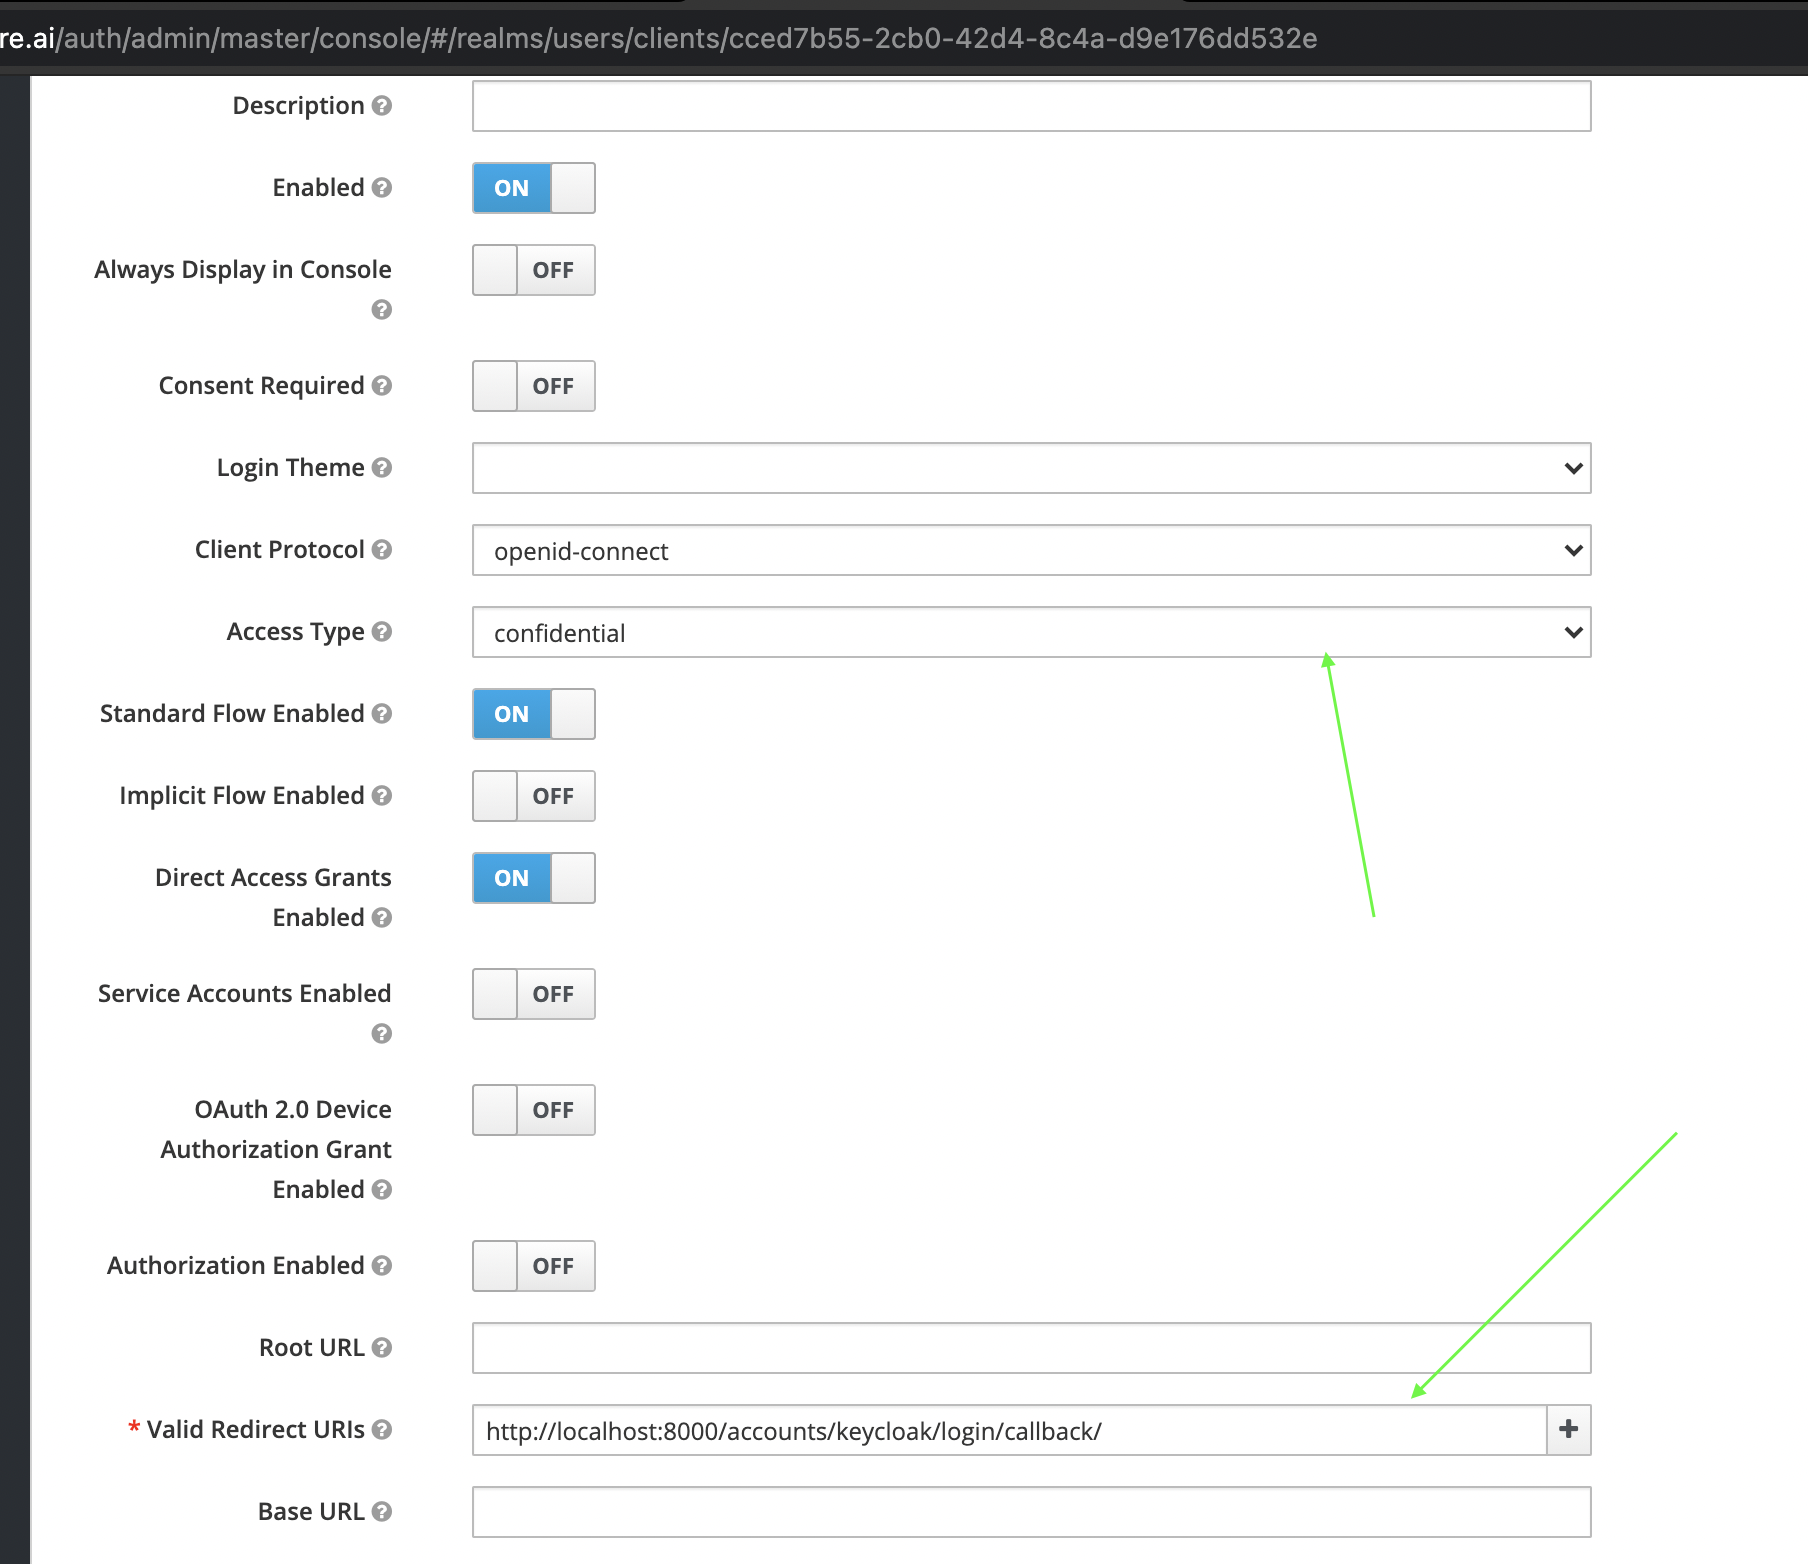 re.ai/auth/admin/master/console/#/realms/users/clients/cced7b55-2cb0-42d4-8c4a-d9e176dd532e
Description
Enabled ON
Always Display in Console OFF
Consent Required OFF
Login Theme
Client Protocol openid-connect
Access Type confidential
Standard Flow Enabled ON
Implicit Flow Enabled OFF
Direct Access Grants ON
Enabled
Service Accounts Enabled OFF
OAuth 2.0 Device OFF
Authorization Grant
Enabled
Authorization Enabled OFF
Root URL
* Valid Redirect URIs http://localhost:8000/accounts/keycloak/login/callback/
Base URL